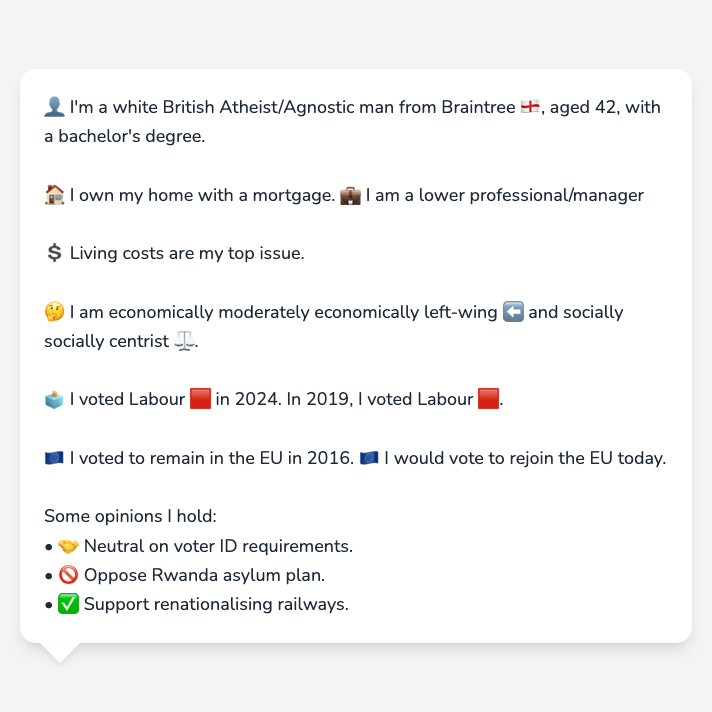 👤 I'm a white British Atheist/Agnostic man from Braintree 🏴󠁧󠁢󠁥󠁮󠁧󠁿, aged 42, with
a bachelor's degree.
🏠 I own my home with a mortgage. 💼 I am a lower professional/manager
💲 Living costs are my top issue.
🤔 I am economically moderately economically left-wing ⬅️ and socially
socially centrist ⚖️.
🗳️ I voted Labour 🟥 in 2024. In 2019, I voted Labour 🟥.
🇪🇺 I voted to remain in the EU in 2016. 🇪🇺 I would vote to rejoin the EU today.
Some opinions I hold:
• 🤝 Neutral on voter ID requirements.
• 🚫 Oppose Rwanda asylum plan.
• ✅ Support renationalising railways.